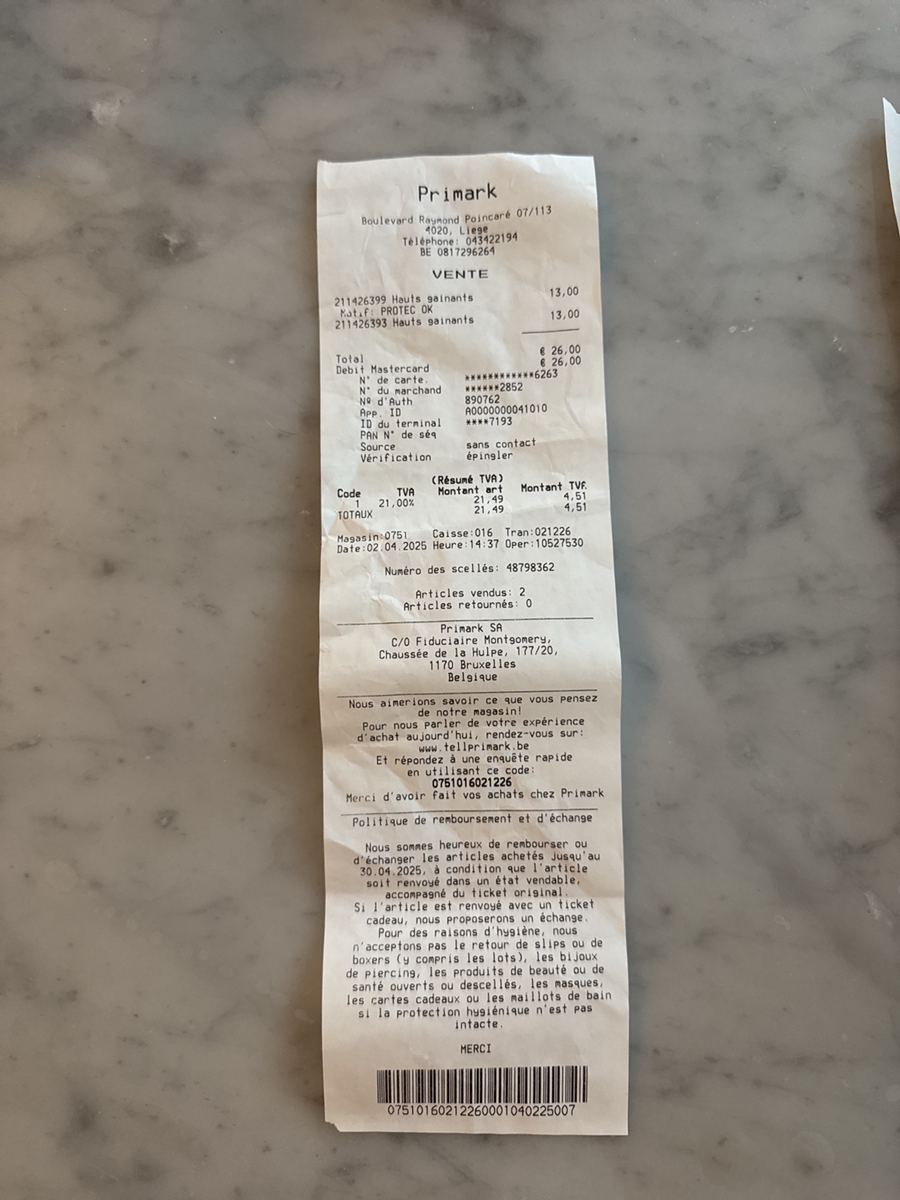 Primark
Boulevard Raymond Poincaré 07/113
4020, Liege
Téléphone: 043422194
BE 0817296264
VENTE
211426399 Hauts gainants 13,00
Motif: PROTEC OK
211426393 Hauts gainants 13,00
Total € 26,00
Debit Mastercard € 26,00
N° de carte. ************6263
N° du marchand ******2852
Nº d'Auth 890762
App. ID A0000000041010
ID du terminal ****7193
PAN N° de séq
Source sans contact
Vérification épingler
(Résumé TVA)
Code TVA Montant art Montant TVA
1 21,00% 21,49 4,51
TOTAUX 21,49 4,51
Magasin:0751 Caisse:016 Tran:021226
Date:02.04.2025 Heure:14:37 Oper:10527530
Numéro des scellés: 48798362
Articles vendus: 2
Articles retournés: 0
Primark SA
C/O Fiduciaire Montgomery,
Chaussée de la Hulpe, 177/20,
1170 Bruxelles
Belgique
Nous aimerions savoir ce que vous pensez
de notre magasin!
Pour nous parler de votre expérience
d'achat aujourd'hui, rendez-vous sur:
www.tellprimark.be
Et répondez à une enquête rapide
en utilisant ce code:
0751016021226
Merci d'avoir fait vos achats chez Primark
Politique de remboursement et d'échange
Nous sommes heureux de rembourser ou
d'échanger les articles achetés jusqu'au
30.04.2025, à condition que l'article
soit renvoyé dans un état vendable,
accompagné du ticket original.
Si l'article est renvoyé avec un ticket
cadeau, nous proposerons un échange.
Pour des raisons d'hygiène, nous
n'acceptons pas le retour de slips ou de
boxers (y compris les lots), les bijoux
de piercing, les produits de beauté ou de
santé ouverts ou descellés, les masques,
les cartes cadeaux ou les maillots de bain
si la protection hygiénique n'est pas
intacte.
MERCI
07510160212260001040225007